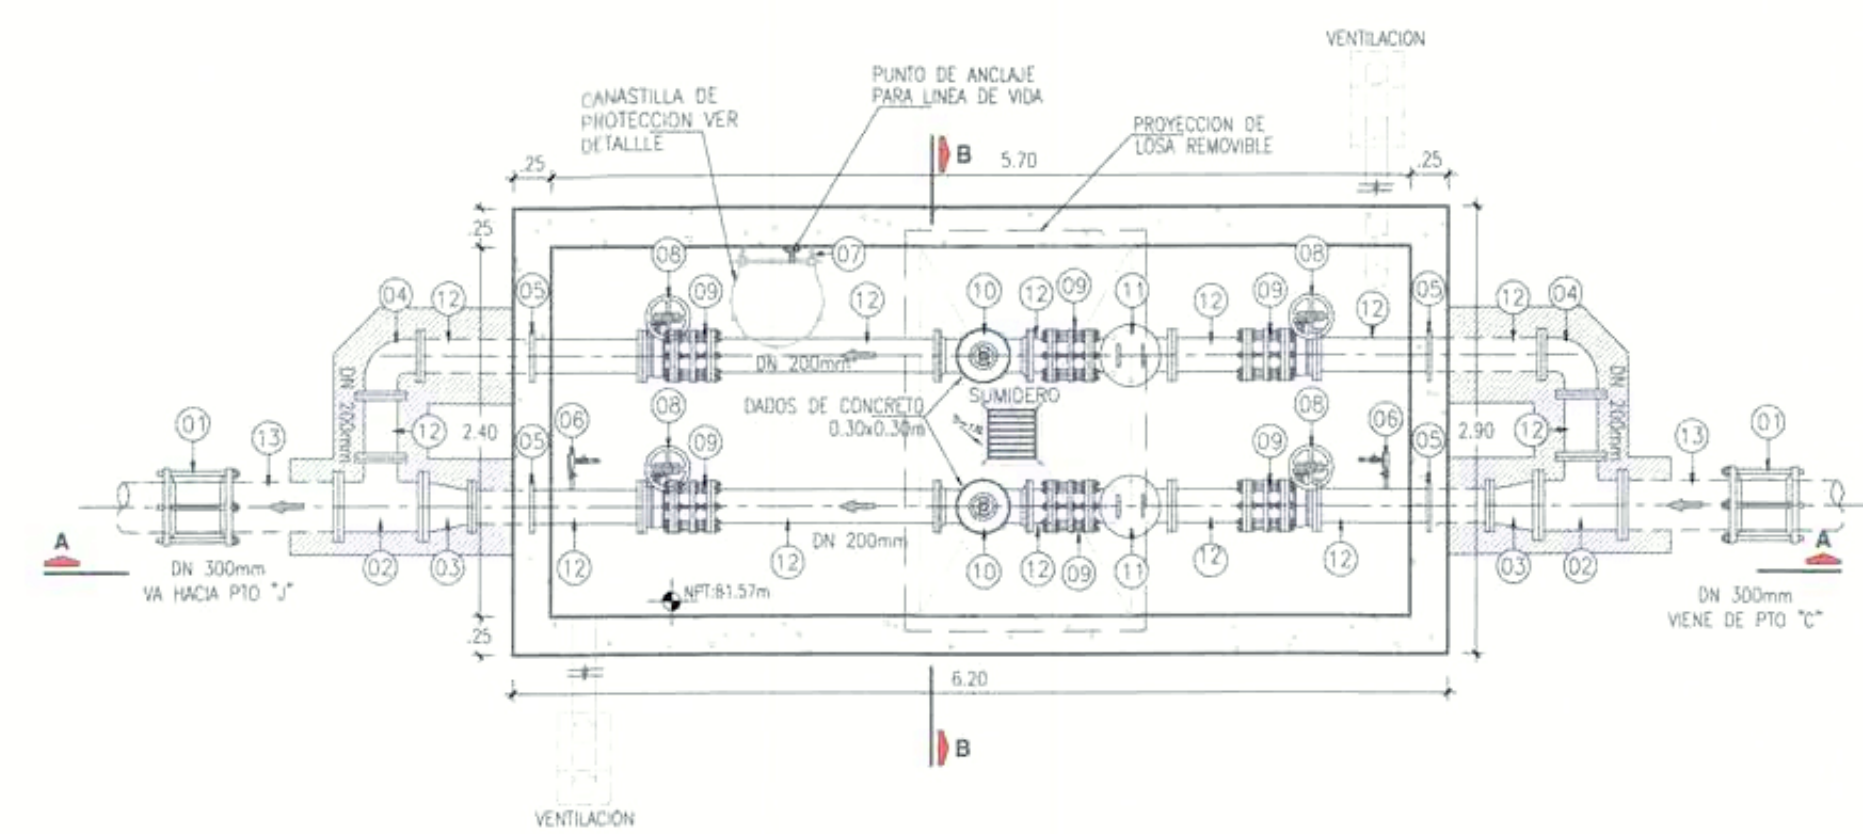 VENTILACION
PUNTO DE ANCLAJE
PARA LINEA DE VIDA
CANASTILLA DE
PROTECCION VER
DETALLLE
PROYECCION DE
LOSA REMOVIBLE
B
.25
5.70
.25
.25
08
07
08
04
12
05
09
12
10
12
09
11
12
09
12
05
12
04
DN 200mm
DN 200mm
DN 200mm
DADOS DE CONCRETO
0.30x0.30m
SUMIDERO
01
13
12
2.40
05
06
08
09
09
08
06
05
2.90
12
13
01
A
DN 300mm
VA HACIA PTO "J"
02
03
12
12
DN 200mm
10
12
09
11
12
12
03
02
A
DN 300mm
VIENE DE PTO "C"
NPT:81.57m
.25
6.20
B
VENTILACION